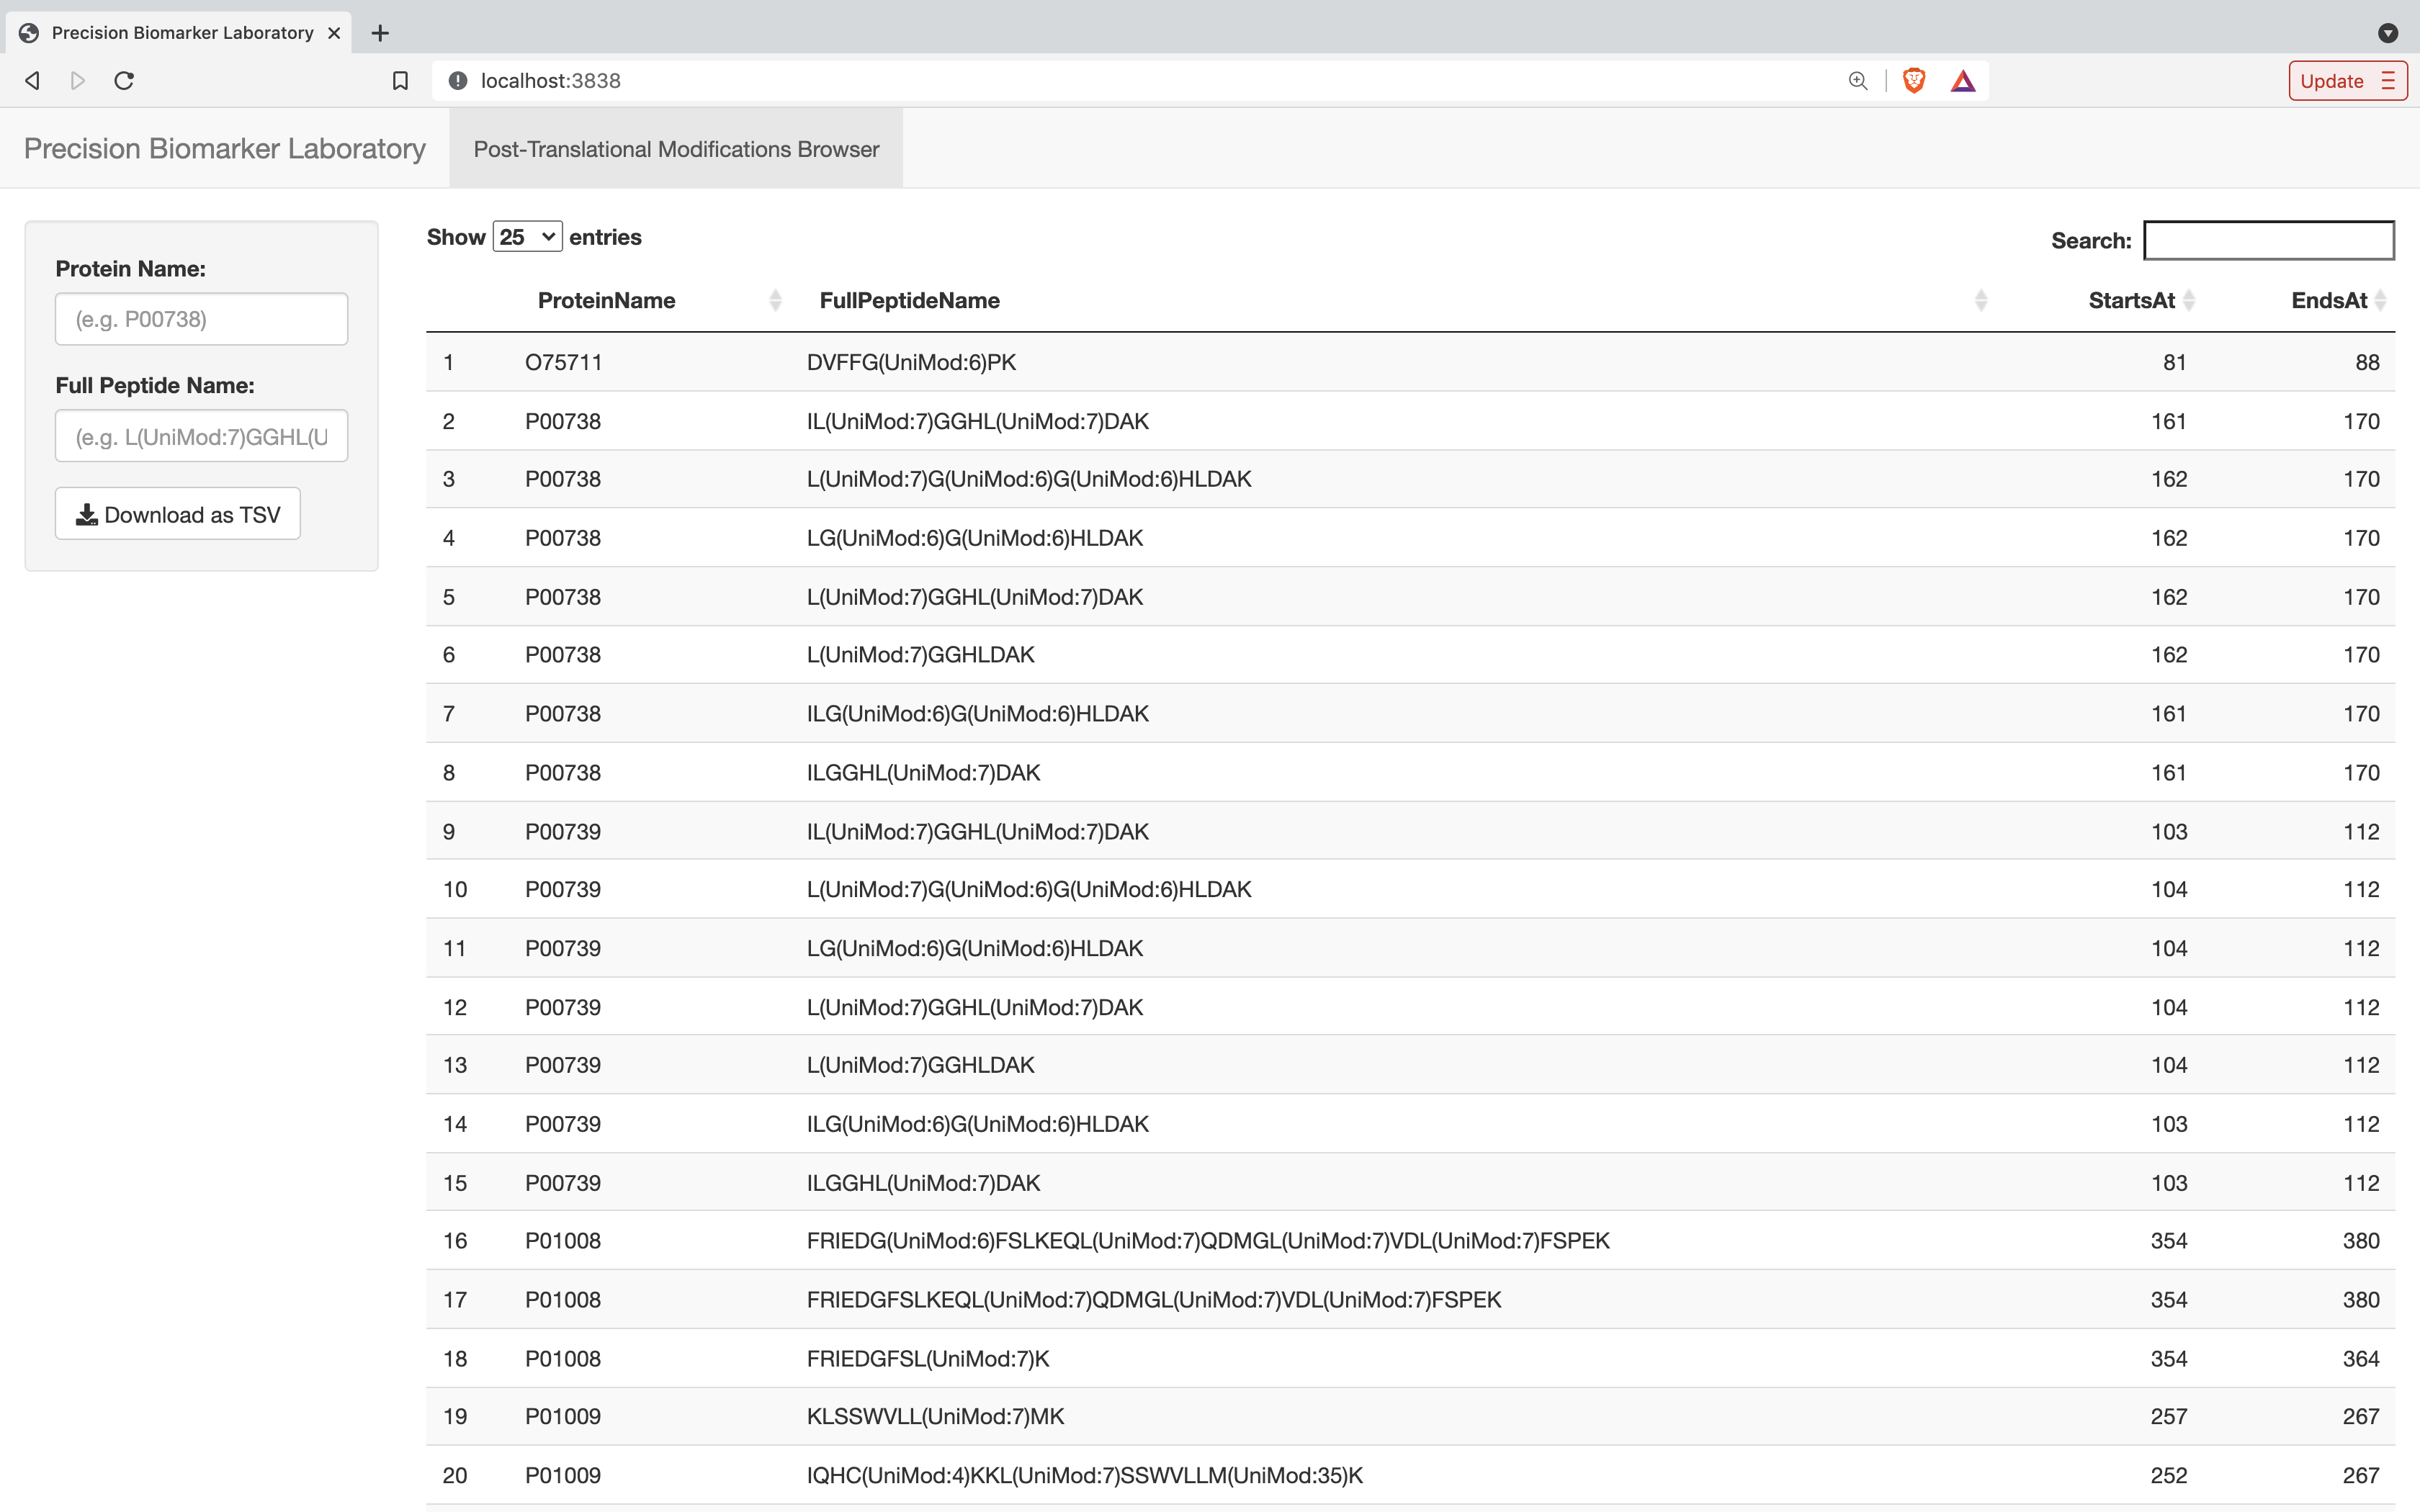 Precision Biomarker Laboratory
localhost:3838
Update
Precision Biomarker Laboratory Post-Translational Modifications Browser
Protein Name:
(e.g. P00738)
Full Peptide Name:
(e.g. L(UniMod:7)GGHL(U
Download as TSV
Show 25 entries
Search:
ProteinName FullPeptideName StartsAt EndsAt
1 O75711 DVFFG(UniMod:6)PK 81 88
2 P00738 IL(UniMod:7)GGHL(UniMod:7)DAK 161 170
3 P00738 L(UniMod:7)G(UniMod:6)G(UniMod:6)HLDAK 162 170
4 P00738 LG(UniMod:6)G(UniMod:6)HLDAK 162 170
5 P00738 L(UniMod:7)GGHL(UniMod:7)DAK 162 170
6 P00738 L(UniMod:7)GGHLDAK 162 170
7 P00738 ILG(UniMod:6)G(UniMod:6)HLDAK 161 170
8 P00738 ILGGHL(UniMod:7)DAK 161 170
9 P00739 IL(UniMod:7)GGHL(UniMod:7)DAK 103 112
10 P00739 L(UniMod:7)G(UniMod:6)G(UniMod:6)HLDAK 104 112
11 P00739 LG(UniMod:6)G(UniMod:6)HLDAK 104 112
12 P00739 L(UniMod:7)GGHL(UniMod:7)DAK 104 112
13 P00739 L(UniMod:7)GGHLDAK 104 112
14 P00739 ILG(UniMod:6)G(UniMod:6)HLDAK 103 112
15 P00739 ILGGHL(UniMod:7)DAK 103 112
16 P01008 FRIEDG(UniMod:6)FSLKEQL(UniMod:7)QDMGL(UniMod:7)VDL(UniMod:7)FSPEK 354 380
17 P01008 FRIEDGFSLKEQL(UniMod:7)QDMGL(UniMod:7)VDL(UniMod:7)FSPEK 354 380
18 P01008 FRIEDGFSL(UniMod:7)K 354 364
19 P01009 KLSSWVLL(UniMod:7)MK 257 267
20 P01009 IQHC(UniMod:4)KKL(UniMod:7)SSWVLLM(UniMod:35)K 252 267